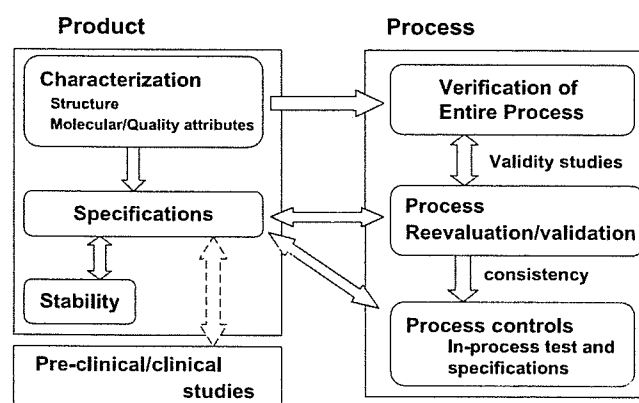 Product
Characterization
Structure
Molecular/Quality attributes
Specifications
Stability
Pre-clinical/clinical
studies
Process
Verification of
Entire Process
Validity studies
Process
Reevaluation/validation
consistency
Process controls
In-process test and
specifications